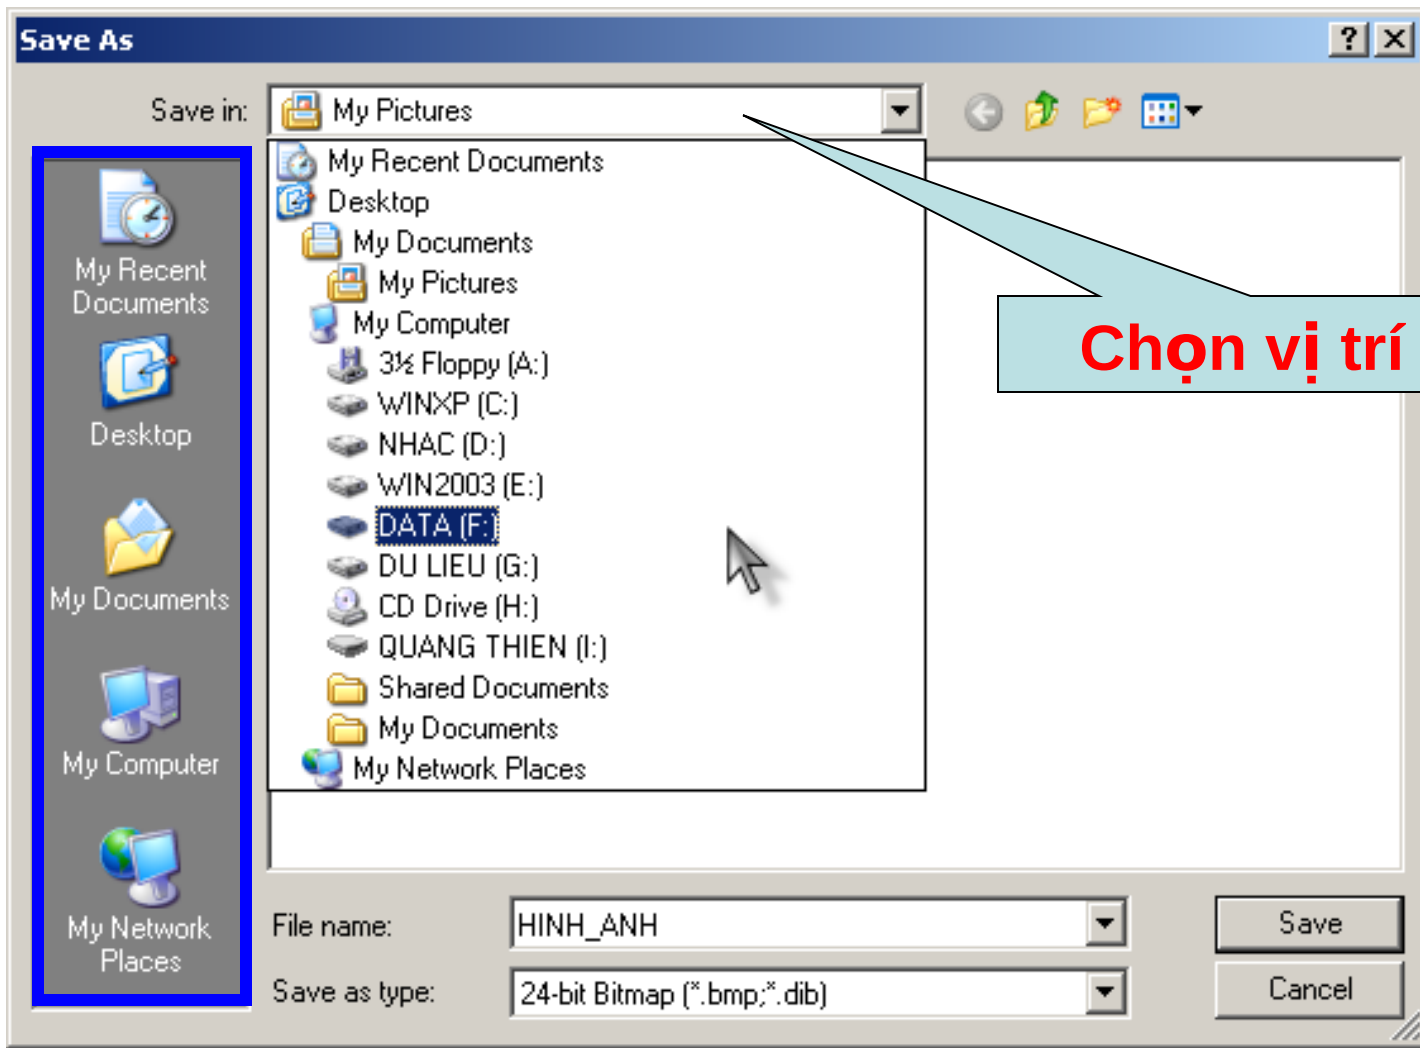 Save As
Save in:
My Pictures
My Recent Documents
Desktop
My Documents
My Pictures
My Computer
3½ Floppy (A:)
WINXP (C:)
NHAC (D:)
WIN2003 (E:)
DATA (F:)
DU LIEU (G:)
CD Drive (H:)
QUANG THIEN (I:)
Shared Documents
My Documents
My Network Places
My Recent
Documents
Desktop
My Documents
My Computer
My Network
Places
Chọn vị trí
File name:
HINH_ANH
Save
Save as type:
24-bit Bitmap (*.bmp;*.dib)
Cancel